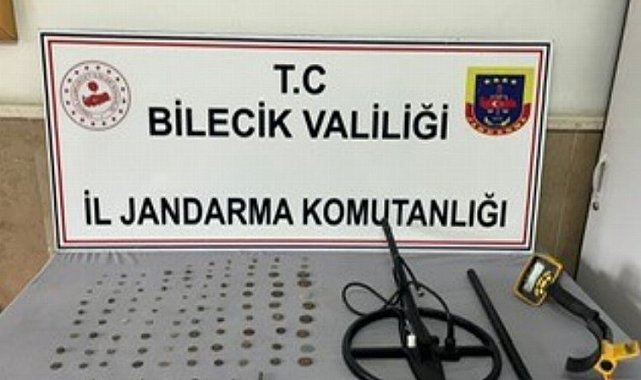 T.C
BİLECİK VALİLİĞİ
İL JANDARMA KOMUTANLIĞI